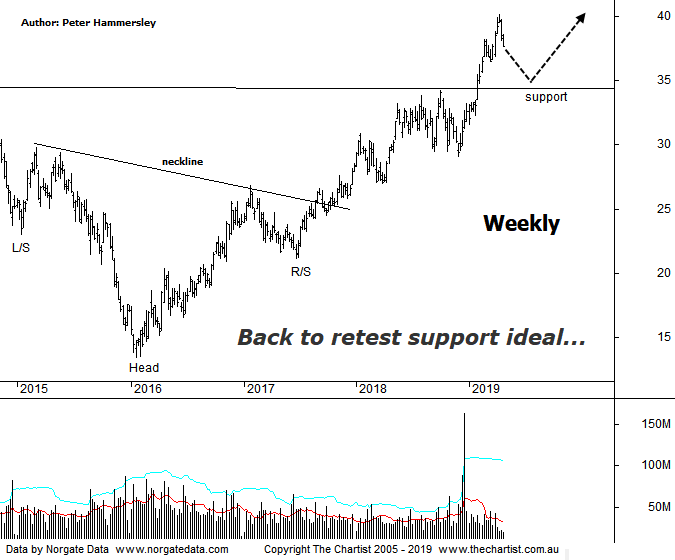 Author: Peter Hammersley
40
35
support
30
neckline
25
Weekly
L/S
R/S
20
Back to retest support ideal...
15
Head
2015 2016 2017 2018 2019
150M
100M
50M
Data by Norgate Data www.norgatedata.com Copyright The Chartist 2005 - 2019 www.thechartist.com.au